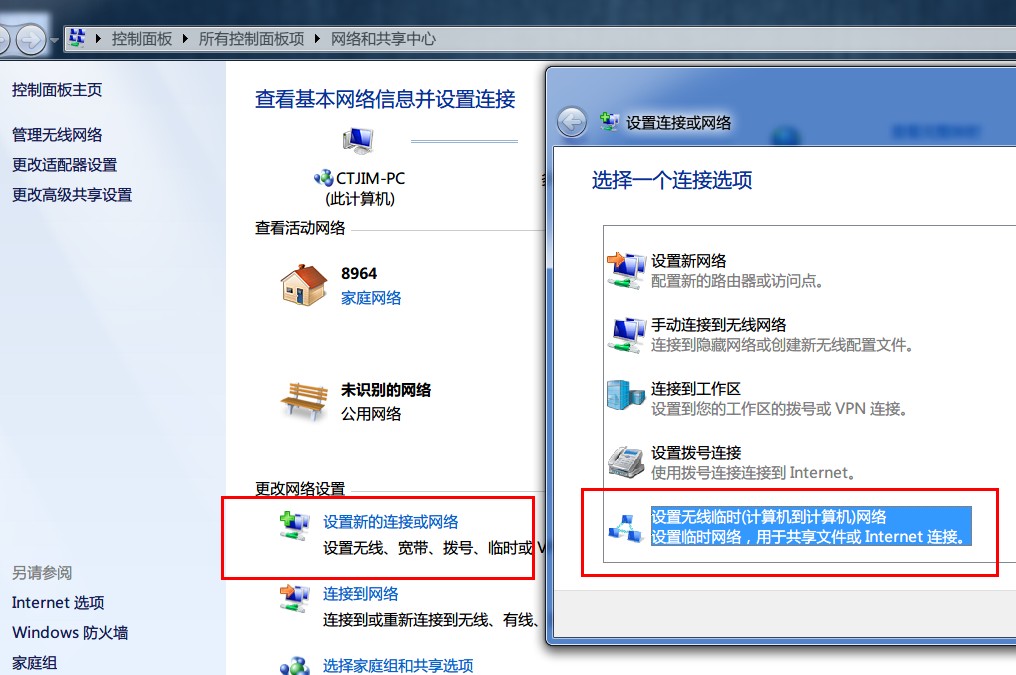 控制面板 所有控制面板项 网络和共享中心
控制面板主页
管理无线网络
更改适配器设置
更改高级共享设置
另请参阅
Internet 选项
Windows 防火墙
家庭组
查看基本网络信息并设置连接
CTJIM-PC
(此计算机)
查看活动网络
8964
家庭网络
未识别的网络
公用网络
更改网络设置
设置新的连接或网络
设置无线、宽带、拨号、临时或 V
连接到网络
连接到或重新连接到无线、有线、
选择家庭组和共享选项
设置连接或网络
选择一个连接选项
设置新网络
配置新的路由器或访问点。
手动连接到无线网络
连接到隐藏网络或创建新无线配置文件。
连接到工作区
设置到您的工作区的拨号或 VPN 连接。
设置拨号连接
使用拨号连接连接到 Internet。
设置无线临时(计算机到计算机)网络
设置临时网络，用于共享文件或 Internet 连接。